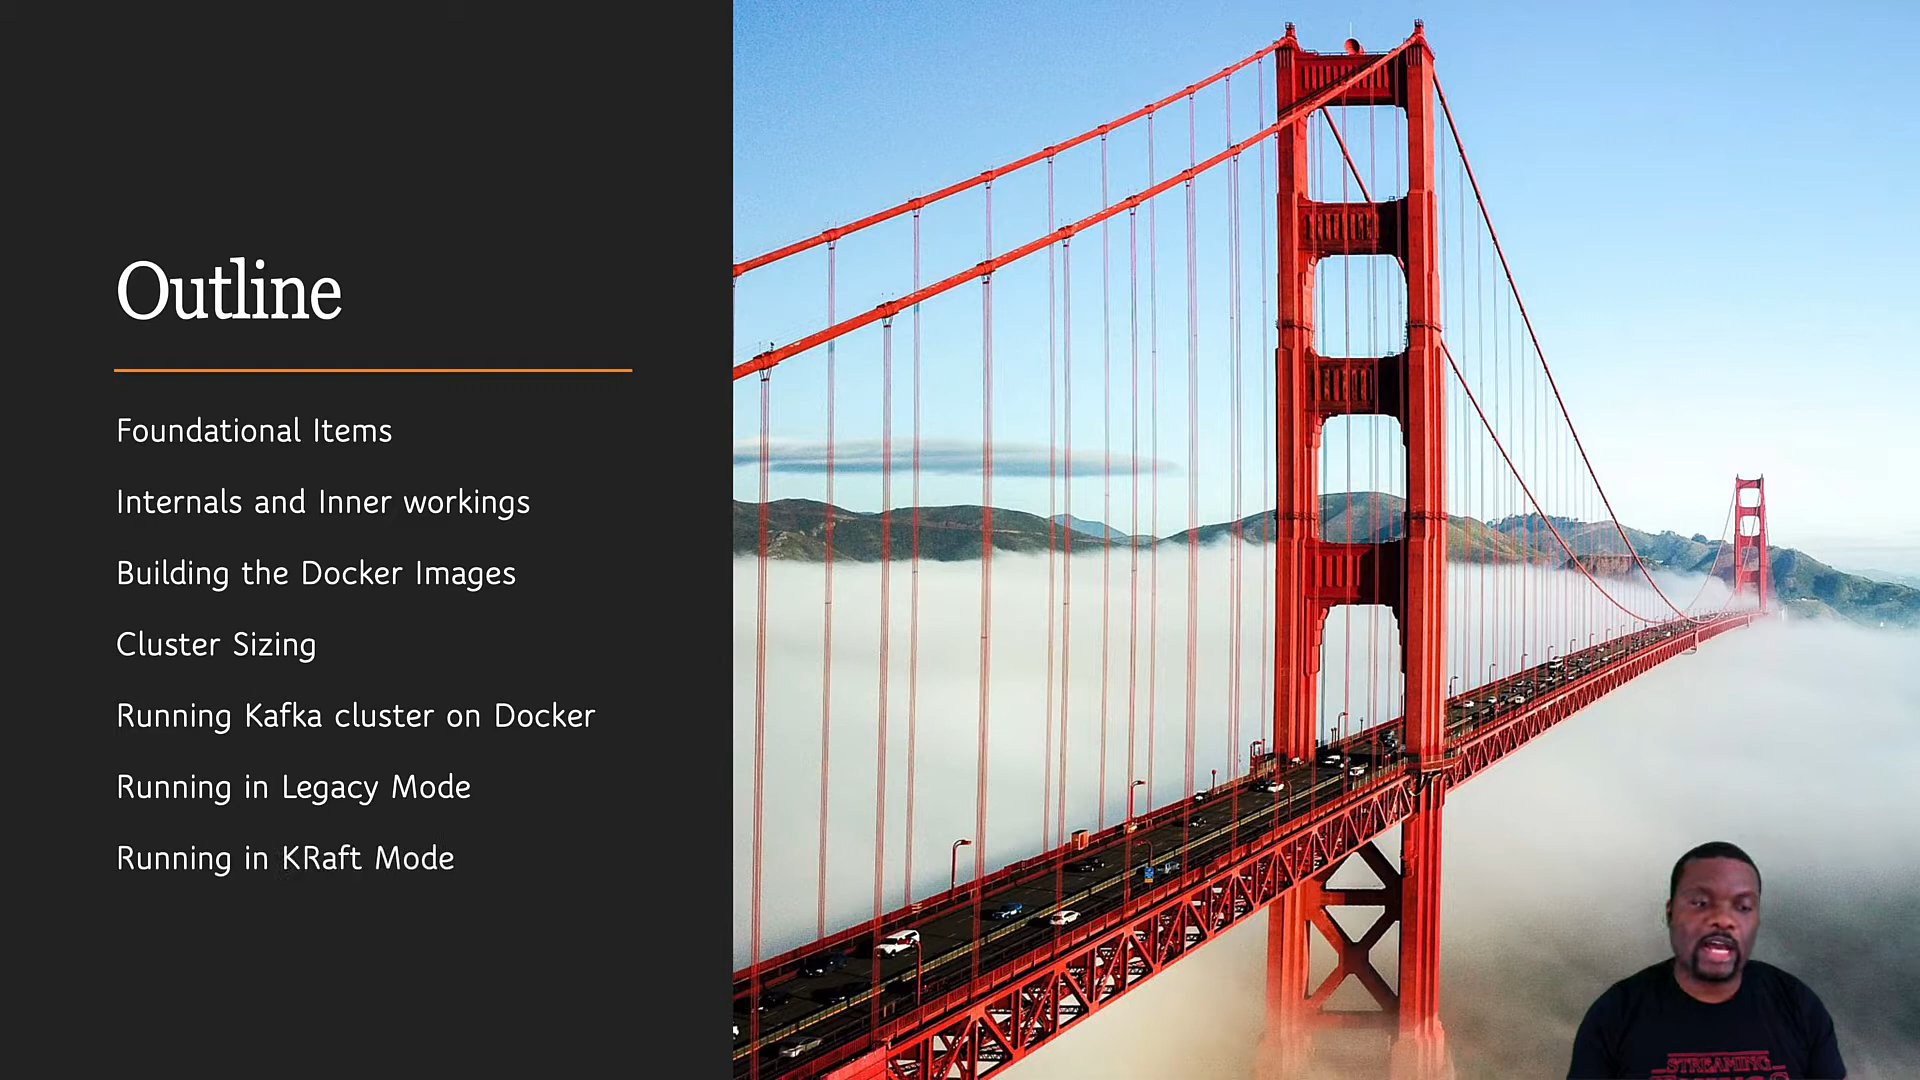 Outline
Foundational Items
Internals and Inner workings
Building the Docker Images
Cluster Sizing
Running Kafka cluster on Docker
Running in Legacy Mode
Running in KRaft Mode
STREAMING